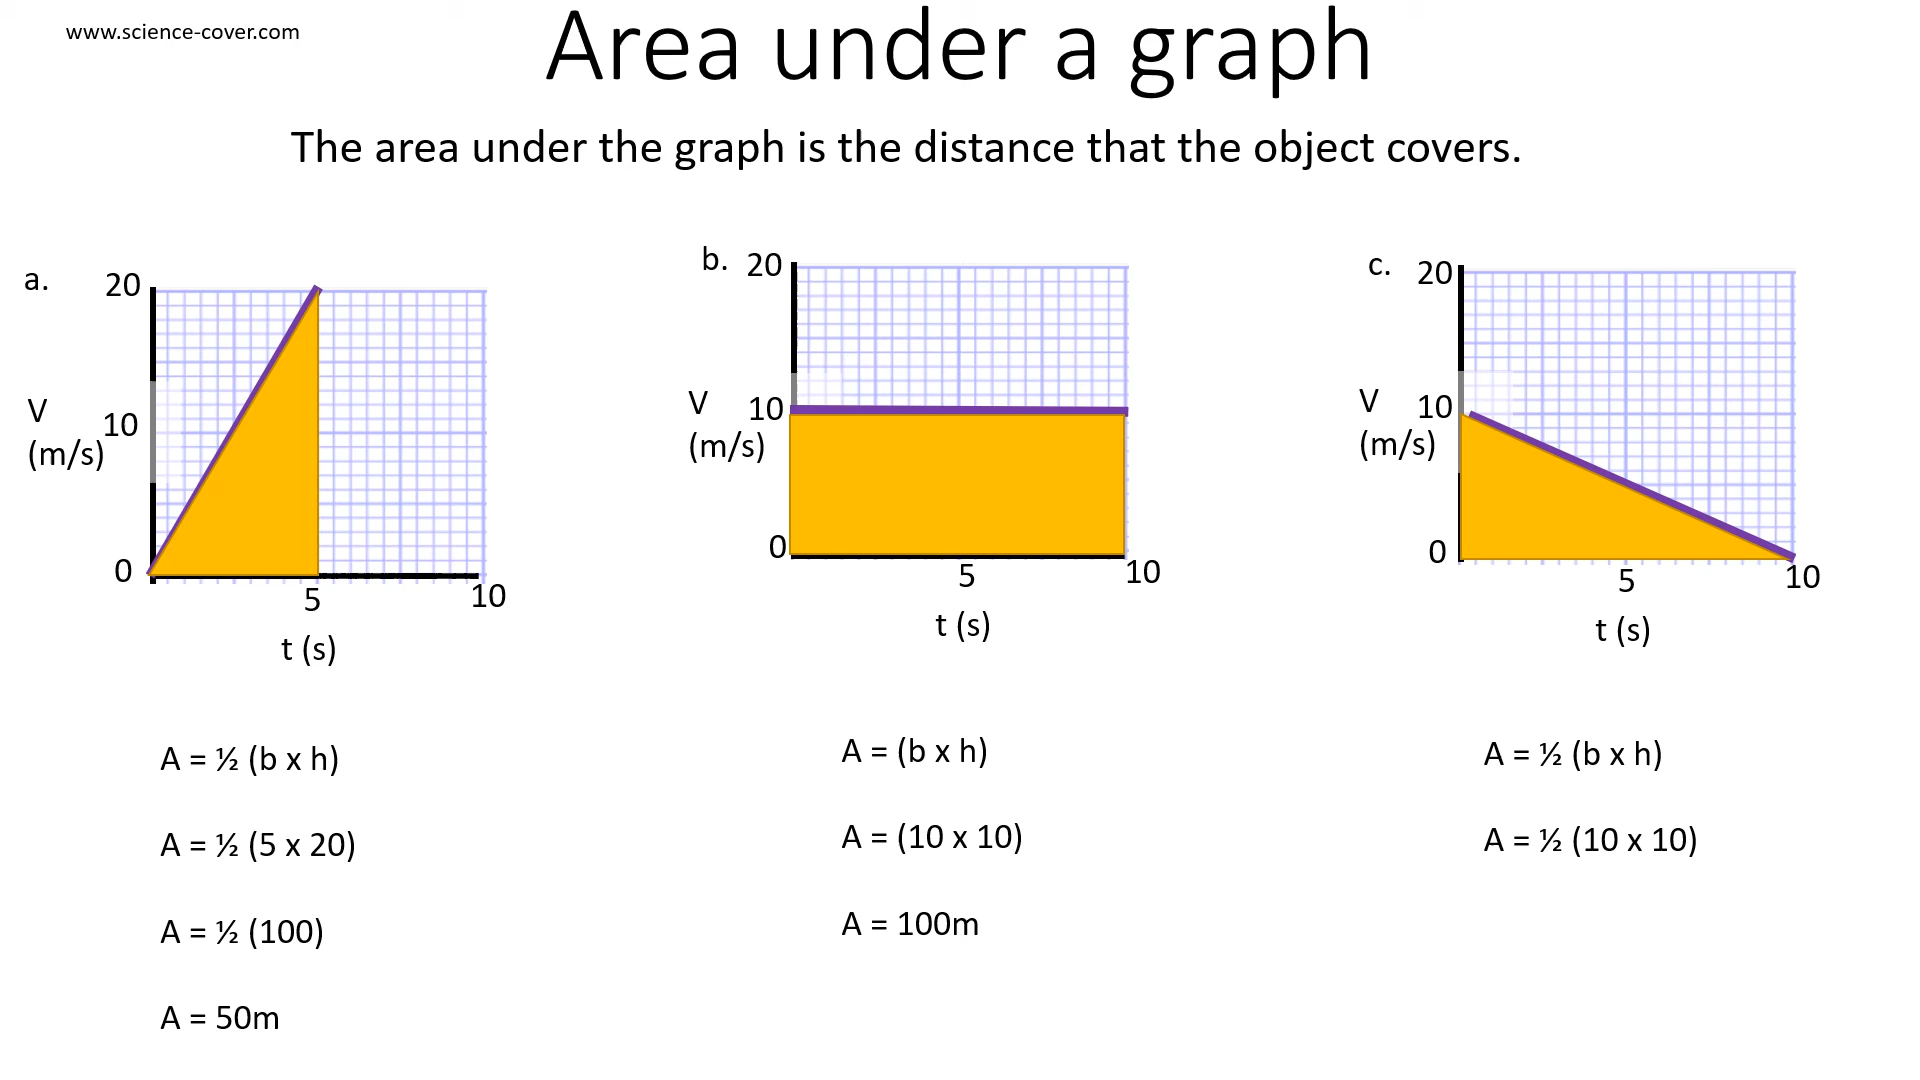 www.science-cover.com
Area under a graph
The area under the graph is the distance that the object covers.
a.
20
V
10
(m/s)
0
5
10
t (s)
A = ½ (b x h)
A = ½ (5 x 20)
A = ½ (100)
A = 50m
b.
20
V
10
(m/s)
0
5
10
t (s)
A = (b x h)
A = (10 x 10)
A = 100m
c.
20
V
10
(m/s)
0
5
10
t (s)
A = ½ (b x h)
A = ½ (10 x 10)